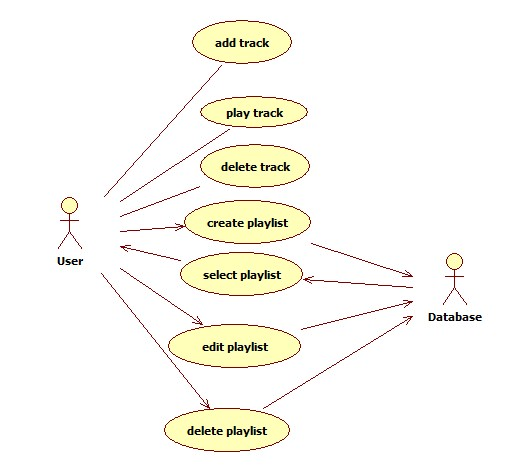 add track
play track
delete track
create playlist
User
select playlist
Database
edit playlist
delete playlist